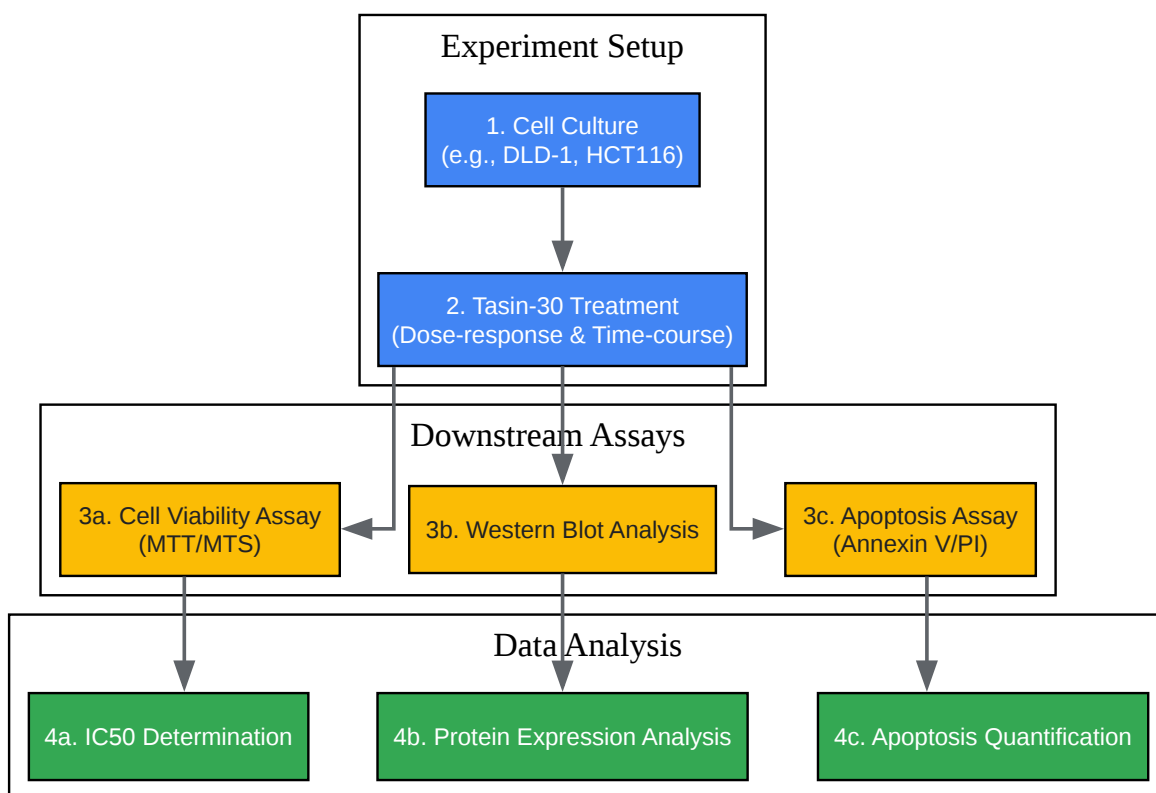 Experiment Setup
1. Cell Culture
(e.g., DLD-1, HCT116)
2. Tasin-30 Treatment
(Dose-response & Time-course)
Downstream Assays
3a. Cell Viability Assay
(MTT/MTS)
3b. Western Blot Analysis
3c. Apoptosis Assay
(Annexin V/PI)
Data Analysis
4a. IC50 Determination
4b. Protein Expression Analysis
4c. Apoptosis Quantification